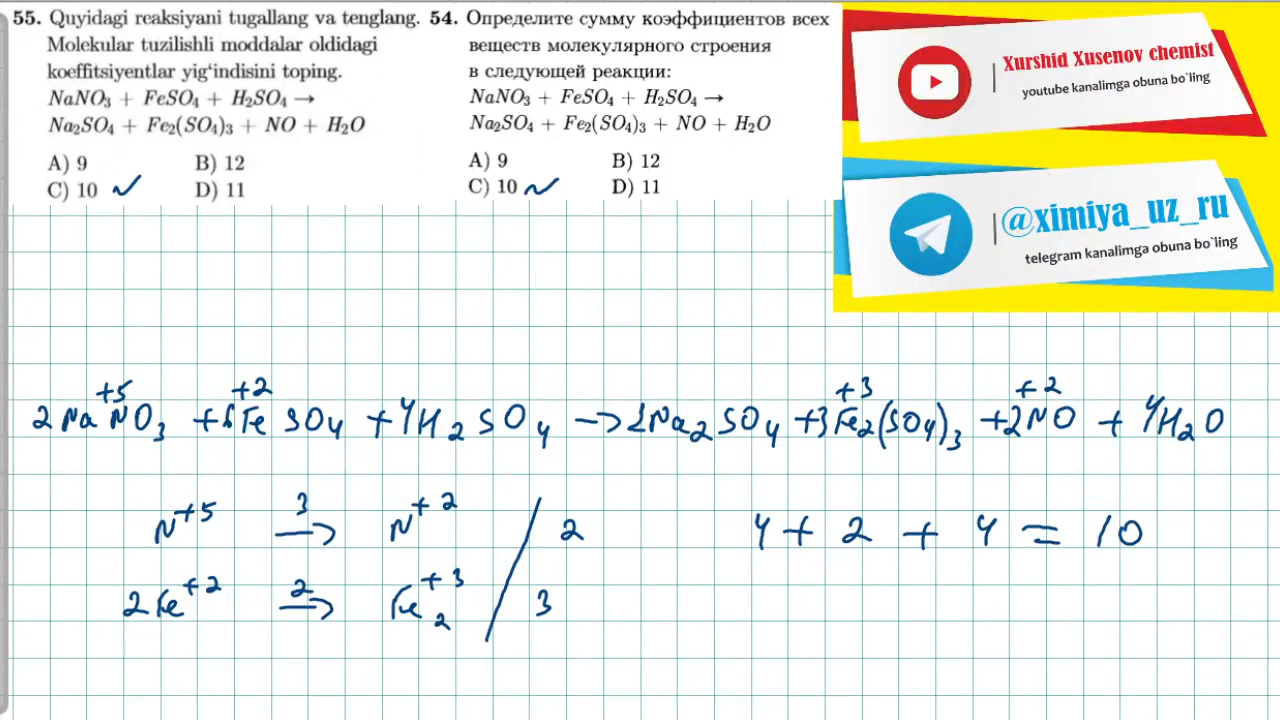 55. Quyidagi reaksiyani tugallang va tenglang.
Molekular tuzilishli moddalar oldidagi
koeffitsiyentlar yig‘indisini toping.
NaNO₃ + FeSO₄ + H₂SO₄ →
Na₂SO₄ + Fe₂(SO₄)₃ + NO + H₂O
A) 9 B) 12
C) 10 ✓ D) 11
54. Определите сумму коэффициентов всех
веществ молекулярного строения
в следующей реакции:
NaNO₃ + FeSO₄ + H₂SO₄ →
Na₂SO₄ + Fe₂(SO₄)₃ + NO + H₂O
A) 9 B) 12
C) 10 ✓ D) 11
Xurshid Xusenov chemist
youtube kanalimga obuna bo`ling
@ximiya_uz_ru
telegram kanalimga obuna bo`ling
+5 +2 +3 +2
2NaNO₃ + 6FeSO₄ + 4H₂SO₄ → 1Na₂SO₄ + 3Fe₂(SO₄)₃ + 2NO + 4H₂O
N⁺⁵ 3→ N⁺² / 2
2Fe⁺² 2→ Fe₂⁺³ / 3
4 + 2 + 4 = 10